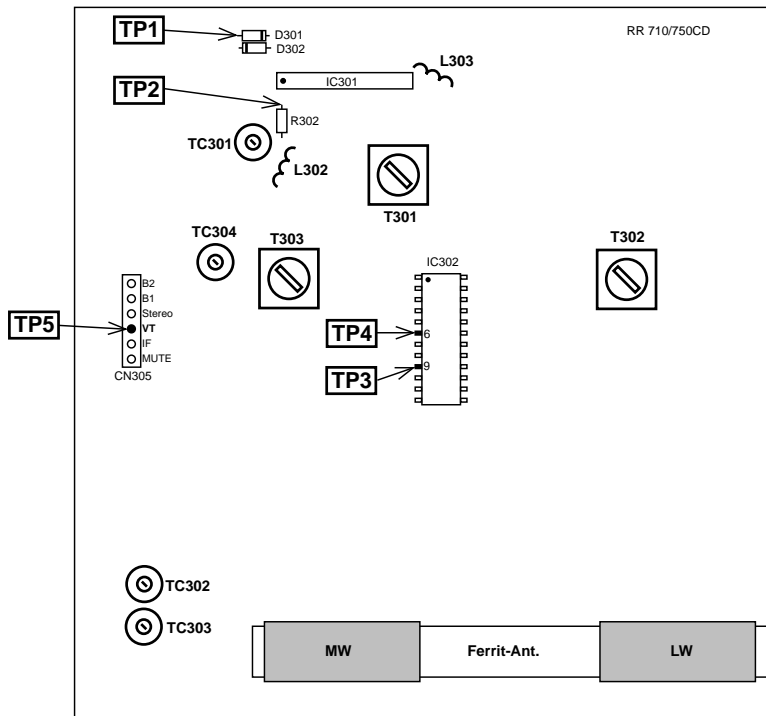 TP1
D301
D302
RR 710/750CD
L303
IC301
TP2
R302
TC301
L302
T301
TC304
T303
T302
IC302
B2
B1
Stereo
TP5
VT
IF
MUTE
CN305
TP4
6
TP3
9
TC302
TC303
MW
Ferrit-Ant.
LW